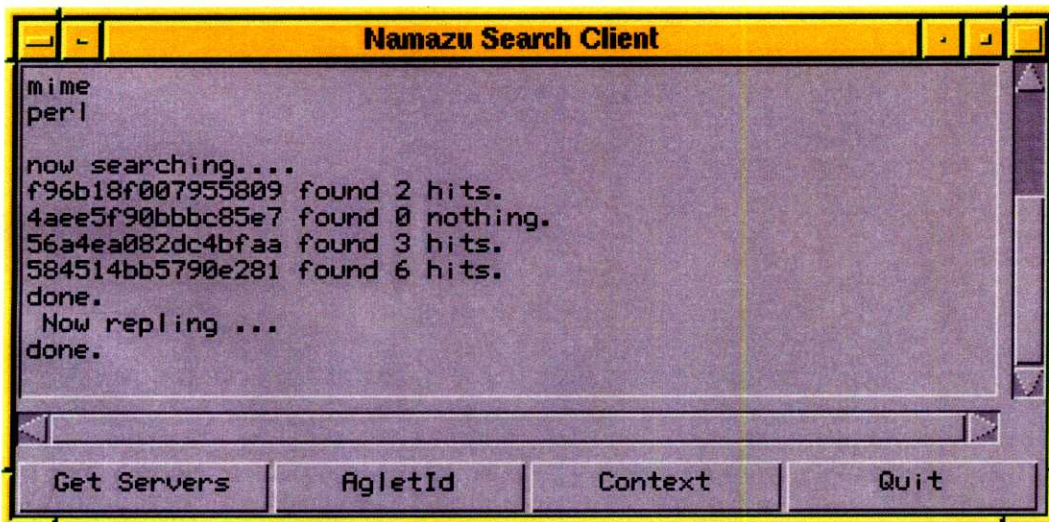 Namazu Search Client
mime
perl
now searching....
f96b18f007955809 found 2 hits.
4aee5f90bbbc85e7 found 0 nothing.
56a4ea082dc4bfaa found 3 hits.
584514bb5790e281 found 6 hits.
done.
Now repling ...
done.
Get Servers AgletId Context Quit